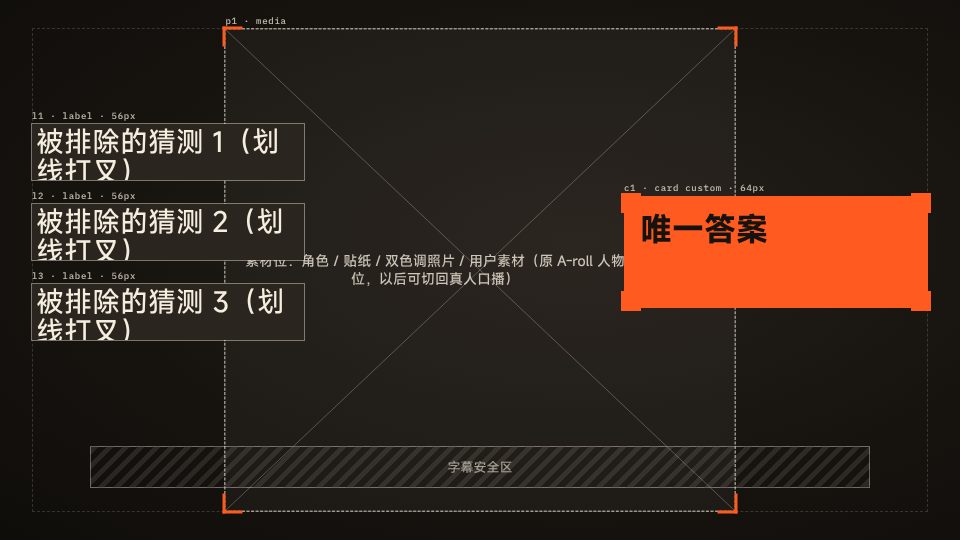 p1 · media
l1 · label · 56px
被排除的猜测 1（划
线打叉）
l2 · label · 56px
被排除的猜测 2（划
线打叉）
l3 · label · 56px
被排除的猜测 3（划
线打叉）
素材位: 角色 / 贴纸 / 双色调照片 / 用户素材（原 A-roll 人物
位，以后可切回真人口播）
c1 · card custom · 64px
唯一答案
字幕安全区